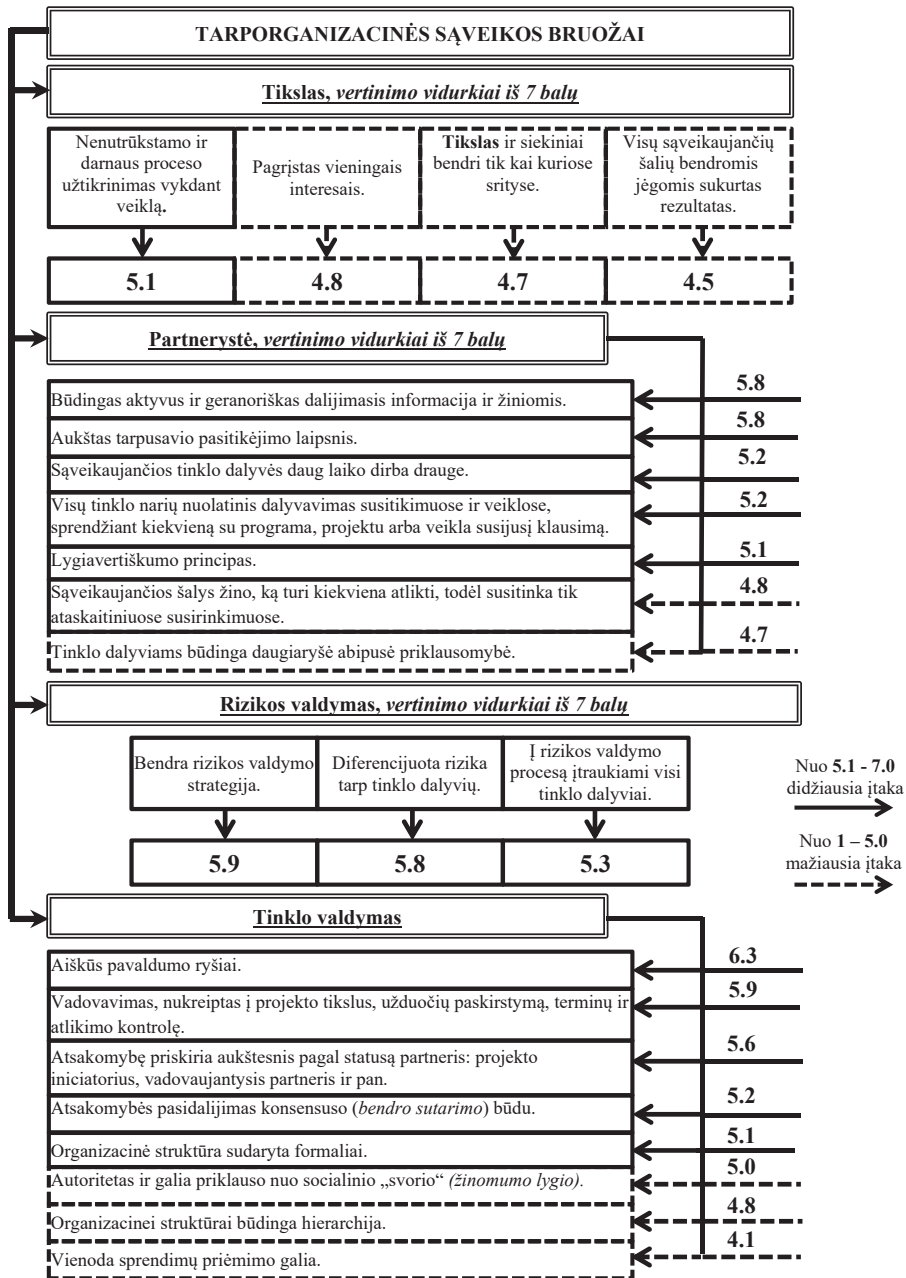 TARPORGANIZACINĖS SĄVEIKOS BRUOŽAI
Tikslas, vertinimo vidurkiai iš 7 balų
Nenutrūkstamo ir
darnaus proceso
užtikrinimas vykdant
veiklą.
Pagrįstas vieningais
interesais.
Tikslas ir siekiniai
bendri tik kai kuriose
srityse.
Visų sąveikaujančių
šalių bendromis
jėgomis sukurtas
rezultatas.
5.1
4.8
4.7
4.5
Partnerystė, vertinimo vidurkiai iš 7 balų
Būdingas aktyvus ir geranoriškas dalijimasis informacija ir žiniomis.
5.8
Aukštas tarpusavio pasitikėjimo laipsnis.
5.8
Sąveikaujančios tinklo dalyvės daug laiko dirba drauge.
5.2
Visų tinklo narių nuolatinis dalyvavimas susitikimuose ir veiklose,
sprendžiant kiekvieną su programa, projektu arba veikla susijusį klausimą.
5.2
Lygiavertiškumo principas.
5.1
Sąveikaujančios šalys žino, ką turi kiekviena atlikti, todėl susitinka tik
ataskaitiniuose susirinkimuose.
4.8
Tinklo dalyviams būdinga daugiaryšė abipusė priklausomybė.
4.7
Rizikos valdymas, vertinimo vidurkiai iš 7 balų
Bendra rizikos valdymo
strategija.
Diferencijuota rizika
tarp tinklo dalyvių.
Į rizikos valdymo
procesą įtraukiami visi
tinklo dalyviai.
5.9
5.8
5.3
Nuo 5.1 - 7.0
didžiausia įtaka
Nuo 1 – 5.0
mažiausia įtaka
Tinklo valdymas
Aiškūs pavaldumo ryšiai.
6.3
Vadovavimas, nukreiptas į projekto tikslus, užduočių paskirstymą, terminų ir
atlikimo kontrolę.
5.9
Atsakomybę priskiria aukštesnis pagal statusą partneris: projekto
iniciatorius, vadovaujantysis partneris ir pan.
5.6
Atsakomybės pasidalijimas konsensuso (bendro sutarimo) būdu.
5.2
Organizacinė struktūra sudaryta formaliai.
5.1
Autoritetas ir galia priklauso nuo socialinio „svorio“ (žinomumo lygio).
5.0
Organizacinei struktūrai būdinga hierarchija.
4.8
Vienoda sprendimų priėmimo galia.
4.1